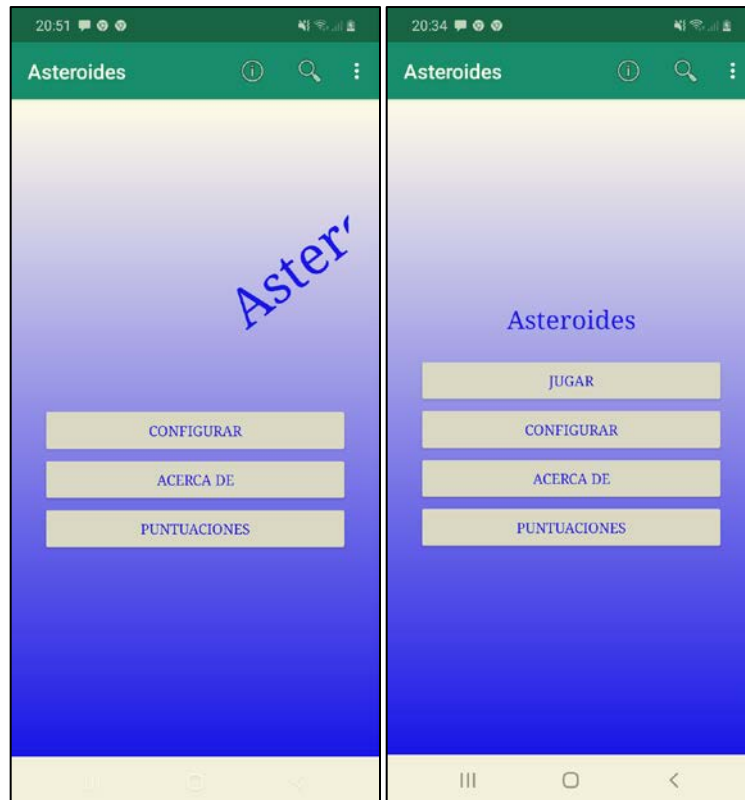 20:51
Asteroides
Aster
CONFIGURAR
ACERCA DE
PUNTUACIONES
20:34
Asteroides
Asteroides
JUGAR
CONFIGURAR
ACERCA DE
PUNTUACIONES